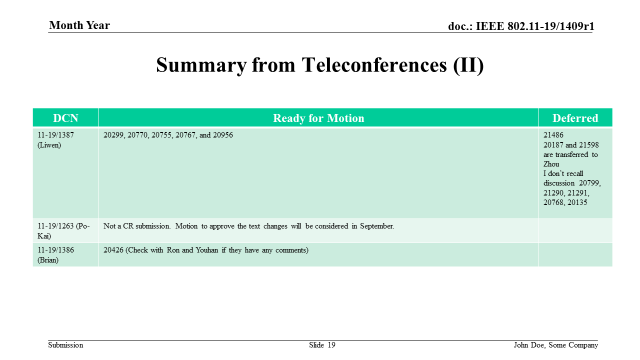 Month Year
doc.: IEEE 802.11-19/1409r1
Summary from Teleconferences (II)
DCN
Ready for Motion
Deferred
11-19/1387
(Liwen)
20299, 20770, 20755, 20767, and 20956
21486
20187 and 21598
are transferred to
Zhou
I don't recall
discussion 20799,
21290, 21291,
20768, 20135
11-19/1263 (Po-
Kai)
Not a CR submission. Motion to approve the text changes will be considered in September.
11-19/1386
(Brian)
20426 (Check with Ron and Youhan if they have any comments)
Submission
Slide 19
John Doe, Some Company